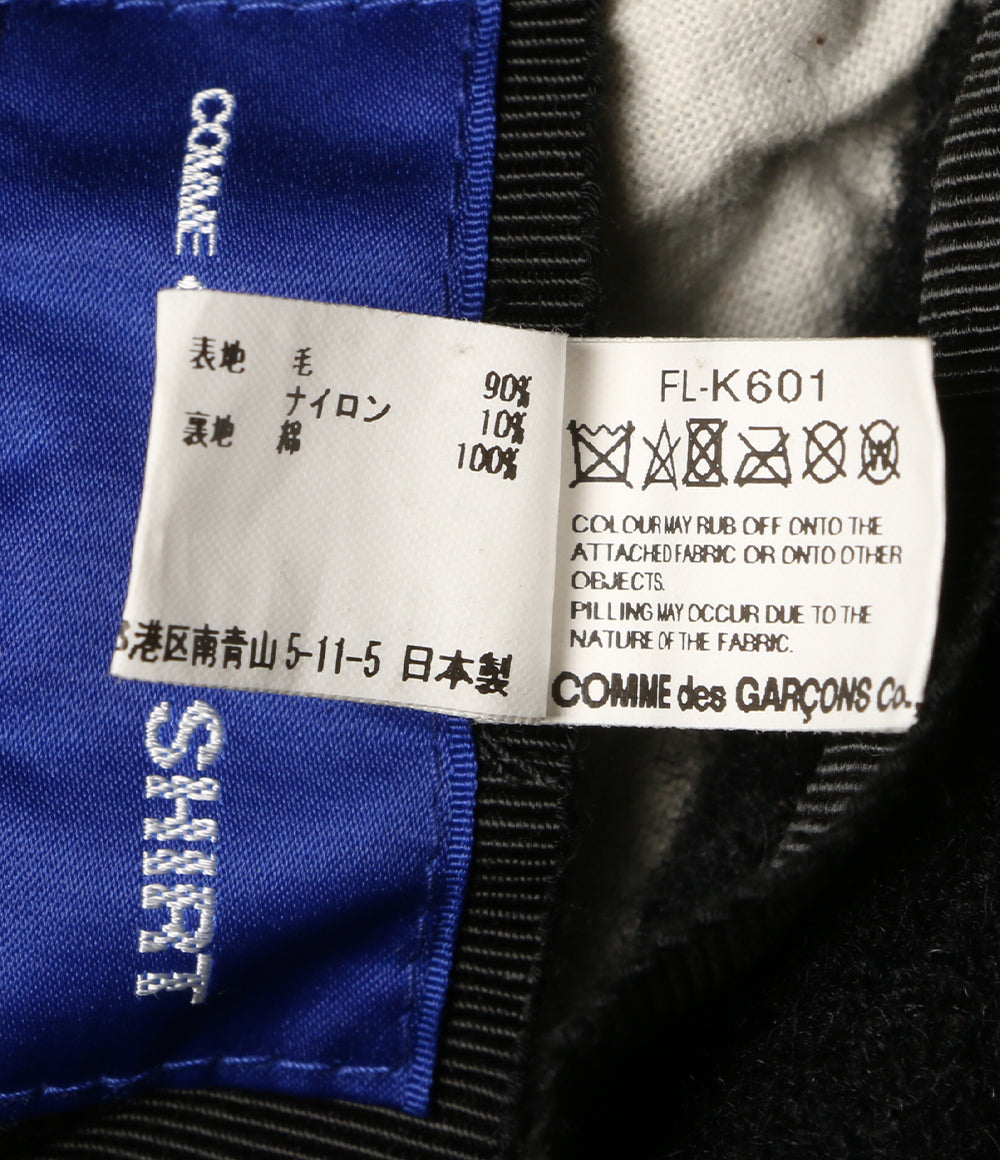 COMME
SHIRT
表地 毛 90%
ナイロン 10%
裏地 綿 100%
港区南青山 5-11-5 日本製
FL-K601
COLOUR MAY RUB OFF ONTO THE
ATTACHED FABRIC OR ONTO OTHER
OBJECTS.
PILLING MAY OCCUR DUE TO THE
NATURE OF THE FABRIC.
COMME des GARÇONS Co.,